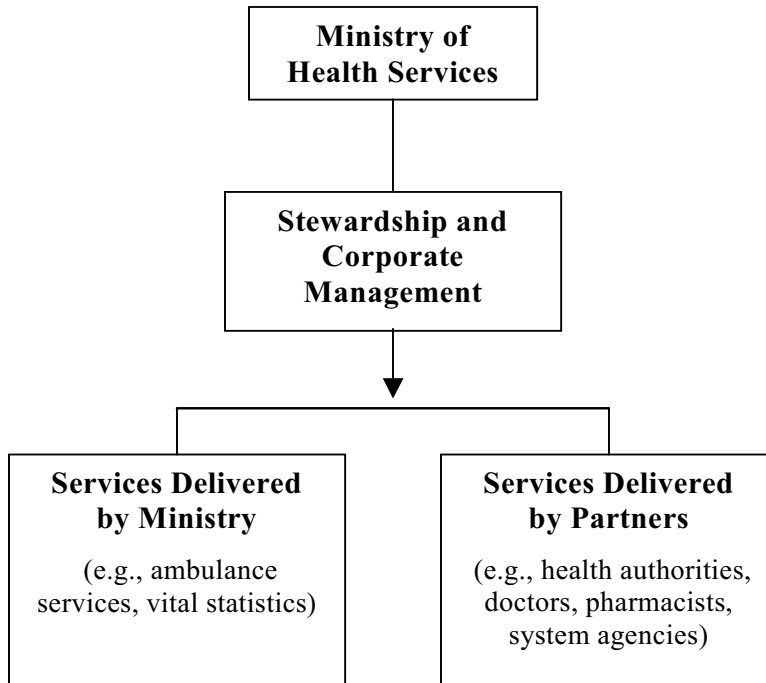 Ministry of
Health Services
Stewardship and
Corporate
Management
Services Delivered
by Ministry
(e.g., ambulance
services, vital statistics)
Services Delivered
by Partners
(e.g., health authorities,
doctors, pharmacists,
system agencies)